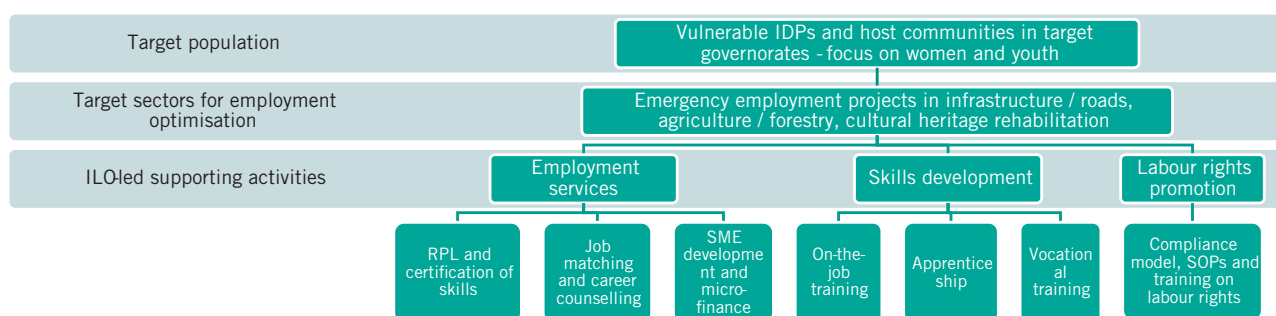 Target population
Vulnerable IDPs and host communities in target
governorates - focus on women and youth
Target sectors for employment
optimisation
Emergency employment projects in infrastructure / roads,
agriculture / forestry, cultural heritage rehabilitation
ILO-led supporting activities
Employment
services
Skills development
Labour rights
promotion
RPL and
certification of
skills
Job
matching
and career
counselling
SME
developme
nt and
micro-
finance
On-the-
job
training
Apprentice
ship
Vocation
al
training
Compliance
model, SOPs and
training on
labour rights